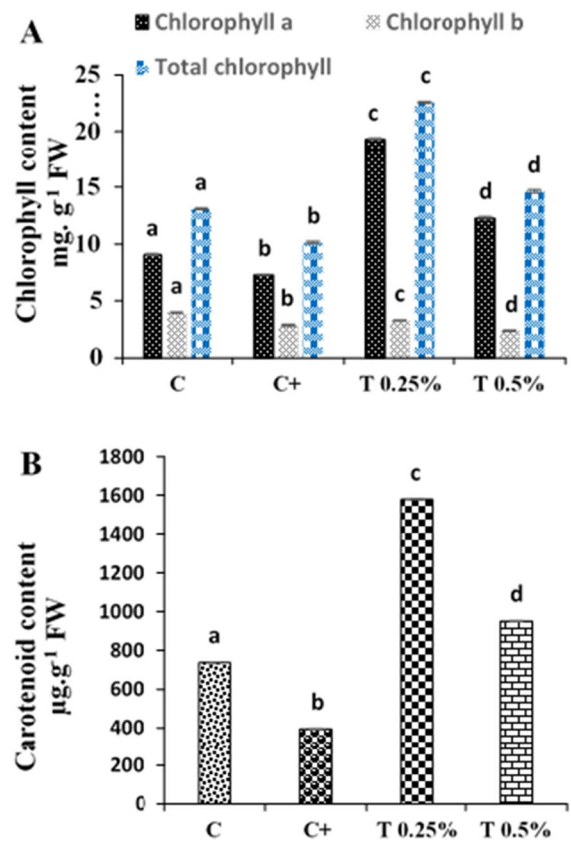 A
Chlorophyll a
Chlorophyll b
Total chlorophyll
Chlorophyll content
mg. g-1 FW
25
20
15
10
5
0
a
a
a
b
b
b
c
c
c
d
d
d
C
C+
T 0.25%
T 0.5%
B
Carotenoid content
µg.g-1 FW
1800
1600
1400
1200
1000
800
600
400
200
0
a
b
c
d
C
C+
T 0.25%
T 0.5%